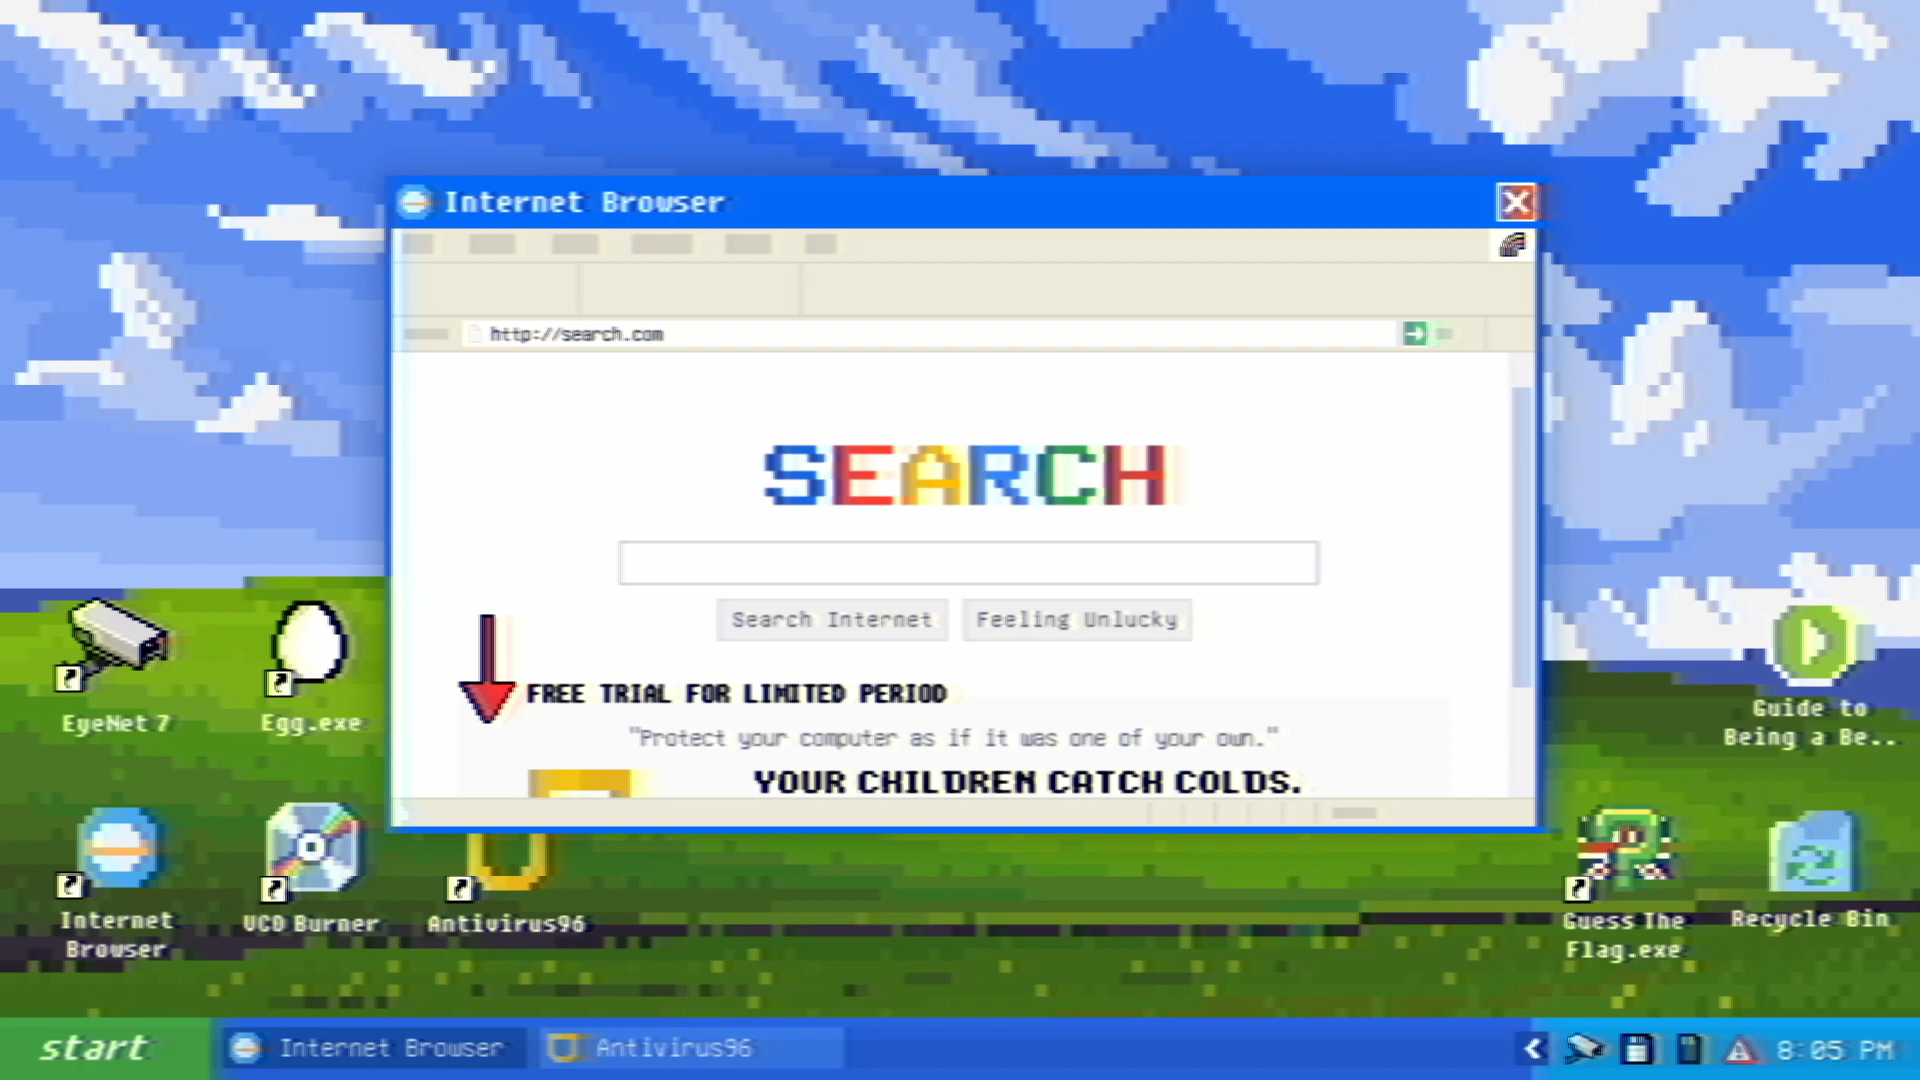 Internet Browser
http://search.com
SEARCH
Search Internet
Feeling Unlucky
FREE TRIAL FOR LIMITED PERIOD
"Protect your computer as if it was one of your own."
YOUR CHILDREN CATCH COLDS.
EyeNet 7
Egg.exe
Guide to
Being a Be..
Internet
Browser
VCD Burner
Antivirus96
Guess The
Flag.exe
Recycle Bin
start
Internet Browser
Antivirus96
8:05 PM